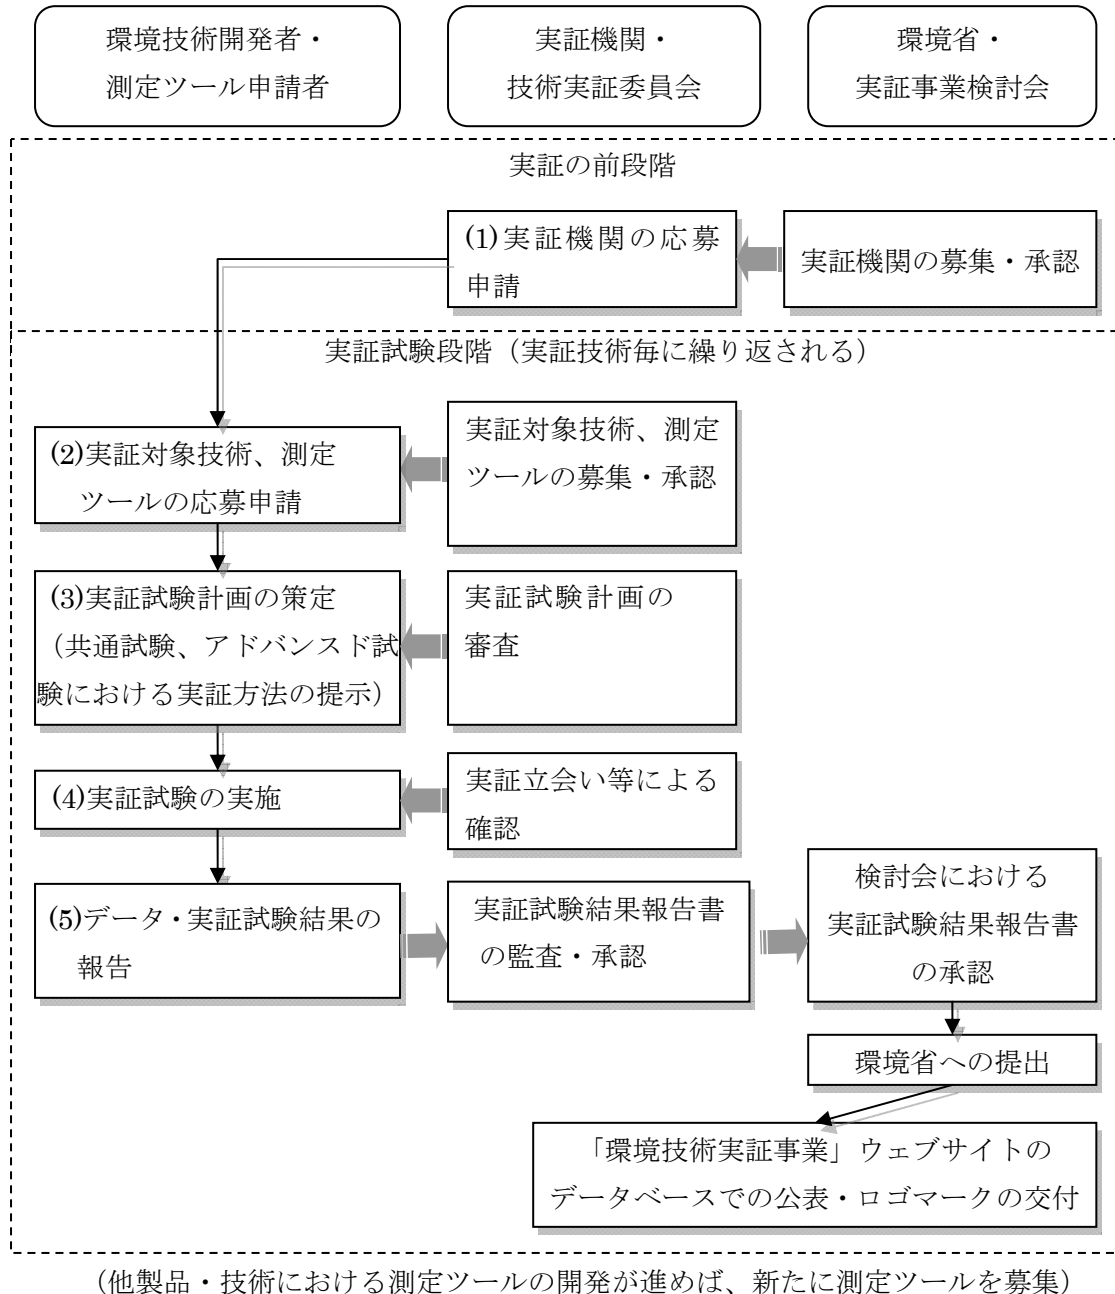 環境技術開発者・
測定ツール申請者
実証機関・
技術実証委員会
環境省・
実証事業検討会
実証の前段階
(1)実証機関の応募
申請
実証機関の募集・承認
実証試験段階（実証技術毎に繰り返される）
(2)実証対象技術、測定
ツールの応募申請
実証対象技術、測定
ツールの募集・承認
(3)実証試験計画の策定
（共通試験、アドバンスド試
験における実証方法の提示）
実証試験計画の
審査
(4)実証試験の実施
実証立会い等による
確認
(5)データ・実証試験結果の
報告
実証試験結果報告書
の監査・承認
検討会における
実証試験結果報告書
の承認
環境省への提出
「環境技術実証事業」ウェブサイトの
データベースでの公表・ロゴマークの交付
（他製品・技術における測定ツールの開発が進めば、新たに測定ツールを募集）